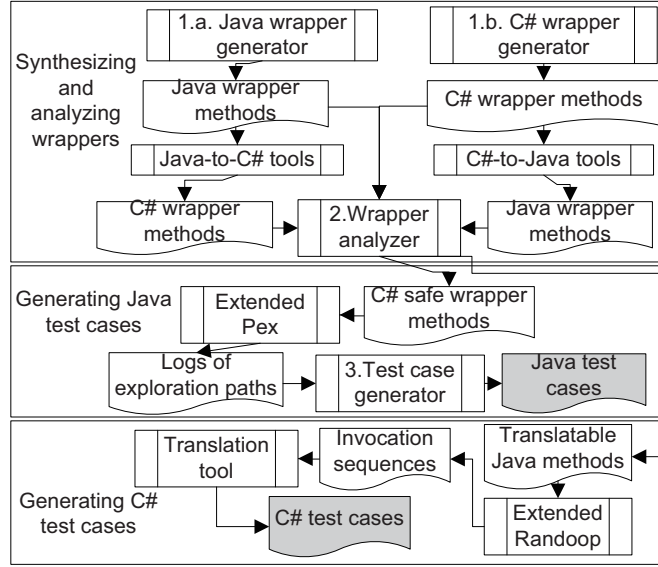 Synthesizing
and
analyzing
wrappers
1.a. Java wrapper
generator
1.b. C# wrapper
generator
Java wrapper
methods
C# wrapper methods
Java-to-C# tools
C#-to-Java tools
C# wrapper
methods
2.Wrapper
analyzer
Java wrapper
methods
Generating Java
test cases
Extended
Pex
C# safe wrapper
methods
Logs of
exploration paths
3.Test case
generator
Java test
cases
Generating C#
test cases
Translation
tool
Invocation
sequences
Translatable
Java methods
C# test cases
Extended
Randoop